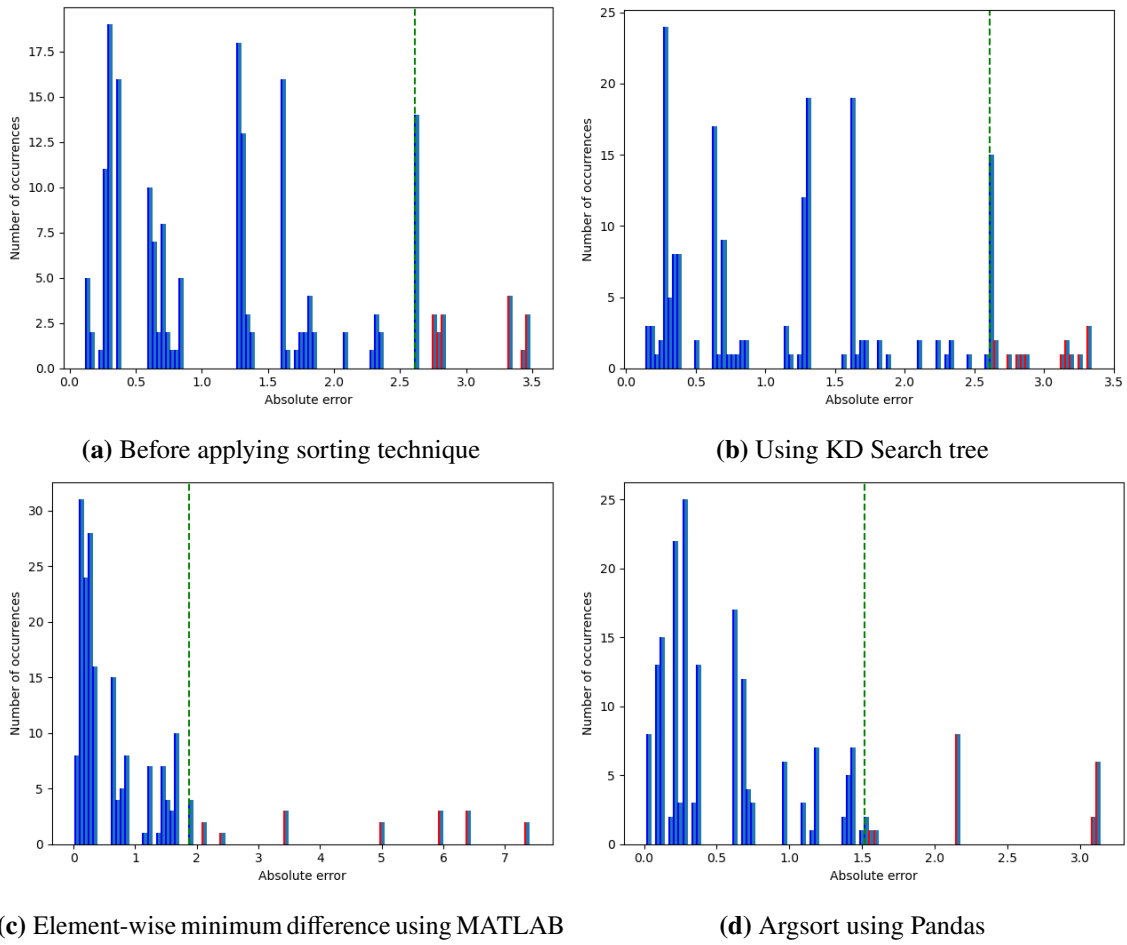 17.5
15.0
12.5
10.0
7.5
5.0
2.5
0.0
Number of occurrences
0.0 0.5 1.0 1.5 2.0 2.5 3.0 3.5
Absolute error
(a) Before applying sorting technique
25
20
15
10
5
0
Number of occurrences
0.0 0.5 1.0 1.5 2.0 2.5 3.0 3.5
Absolute error
(b) Using KD Search tree
30
25
20
15
10
5
0
Number of occurrences
0 1 2 3 4 5 6 7
Absolute error
(c) Element-wise minimum difference using MATLAB
25
20
15
10
5
0
Number of occurrences
0.0 0.5 1.0 1.5 2.0 2.5 3.0
Absolute error
(d) Argsort using Pandas